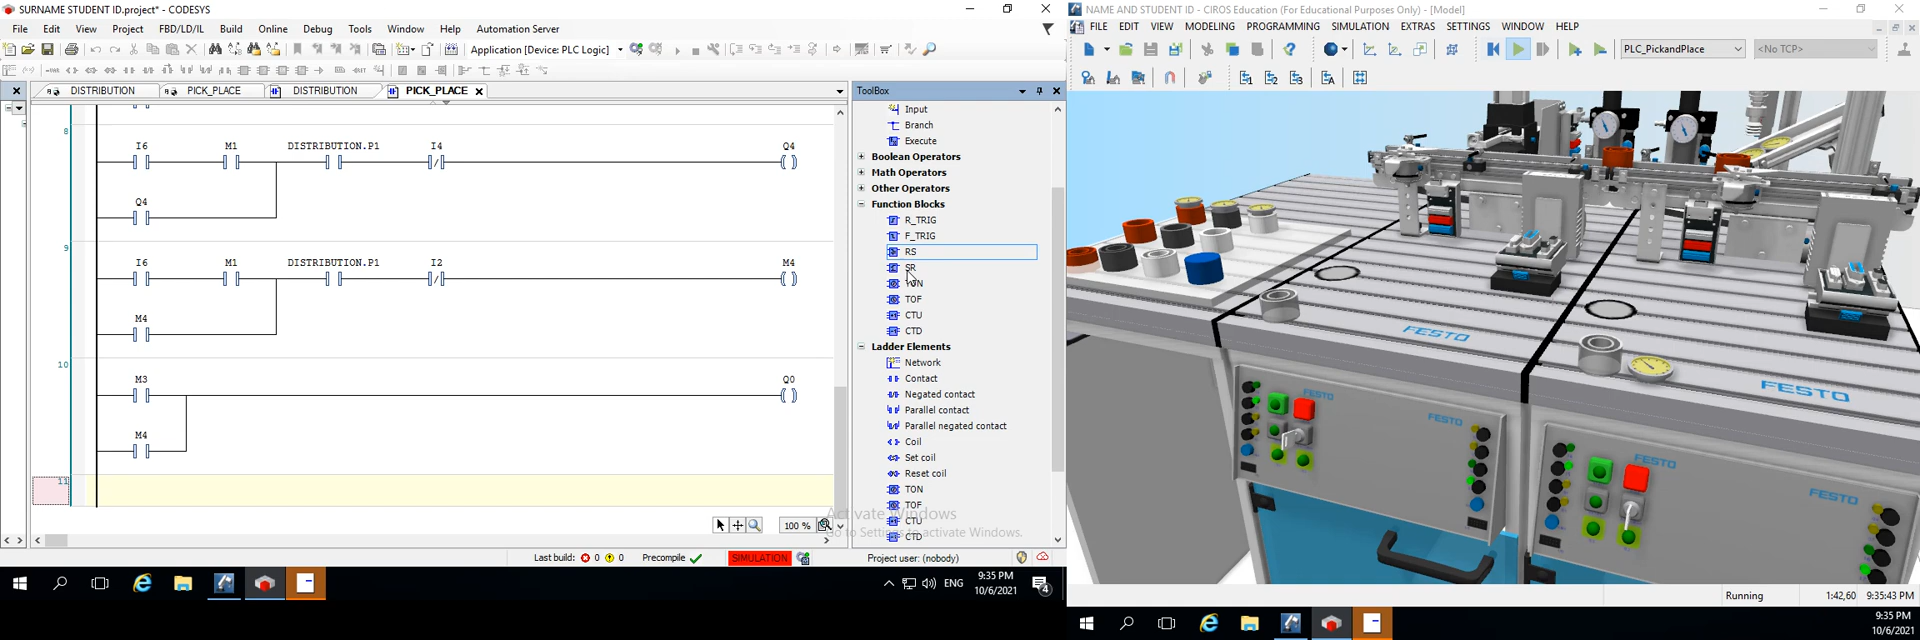 SURNAME STUDENT ID.project* - CODESYS
File Edit View Project FBD/LD/IL Build Online Debug Tools Window Help Automation Server
Application [Device: PLC Logic]
DISTRIBUTION PICK_PLACE DISTRIBUTION PICK_PLACE
8
I6 M1 DISTRIBUTION.P1 I4 Q4
Q4
9
I6 M1 DISTRIBUTION.P1 I2 M4
M4
10
M3 Q0
M4
11
100 %
ToolBox
Input
Branch
Execute
Boolean Operators
Math Operators
Other Operators
Function Blocks
R_TRIG
F_TRIG
RS
SR
TON
TOF
CTU
CTD
Ladder Elements
Network
Contact
Negated contact
Parallel contact
Parallel negated contact
Coil
Set coil
Reset coil
TON
TOF
CTU
CTD
Activate Windows
Go to Settings to activate Windows.
Last build: 0 0 Precompile SIMULATION Project user: (nobody)
ENG
9:35 PM
10/6/2021
4
NAME AND STUDENT ID - CIROS Education (For Educational Purposes Only) - [Model]
FILE EDIT VIEW MODELING PROGRAMMING SIMULATION EXTRAS SETTINGS WINDOW HELP
PLC_PickandPlace <No TCP>
FESTO
FESTO
FESTO
FESTO
FESTO
FESTO
Running 1:42,60 9:35:43 PM
9:35 PM
10/6/2021